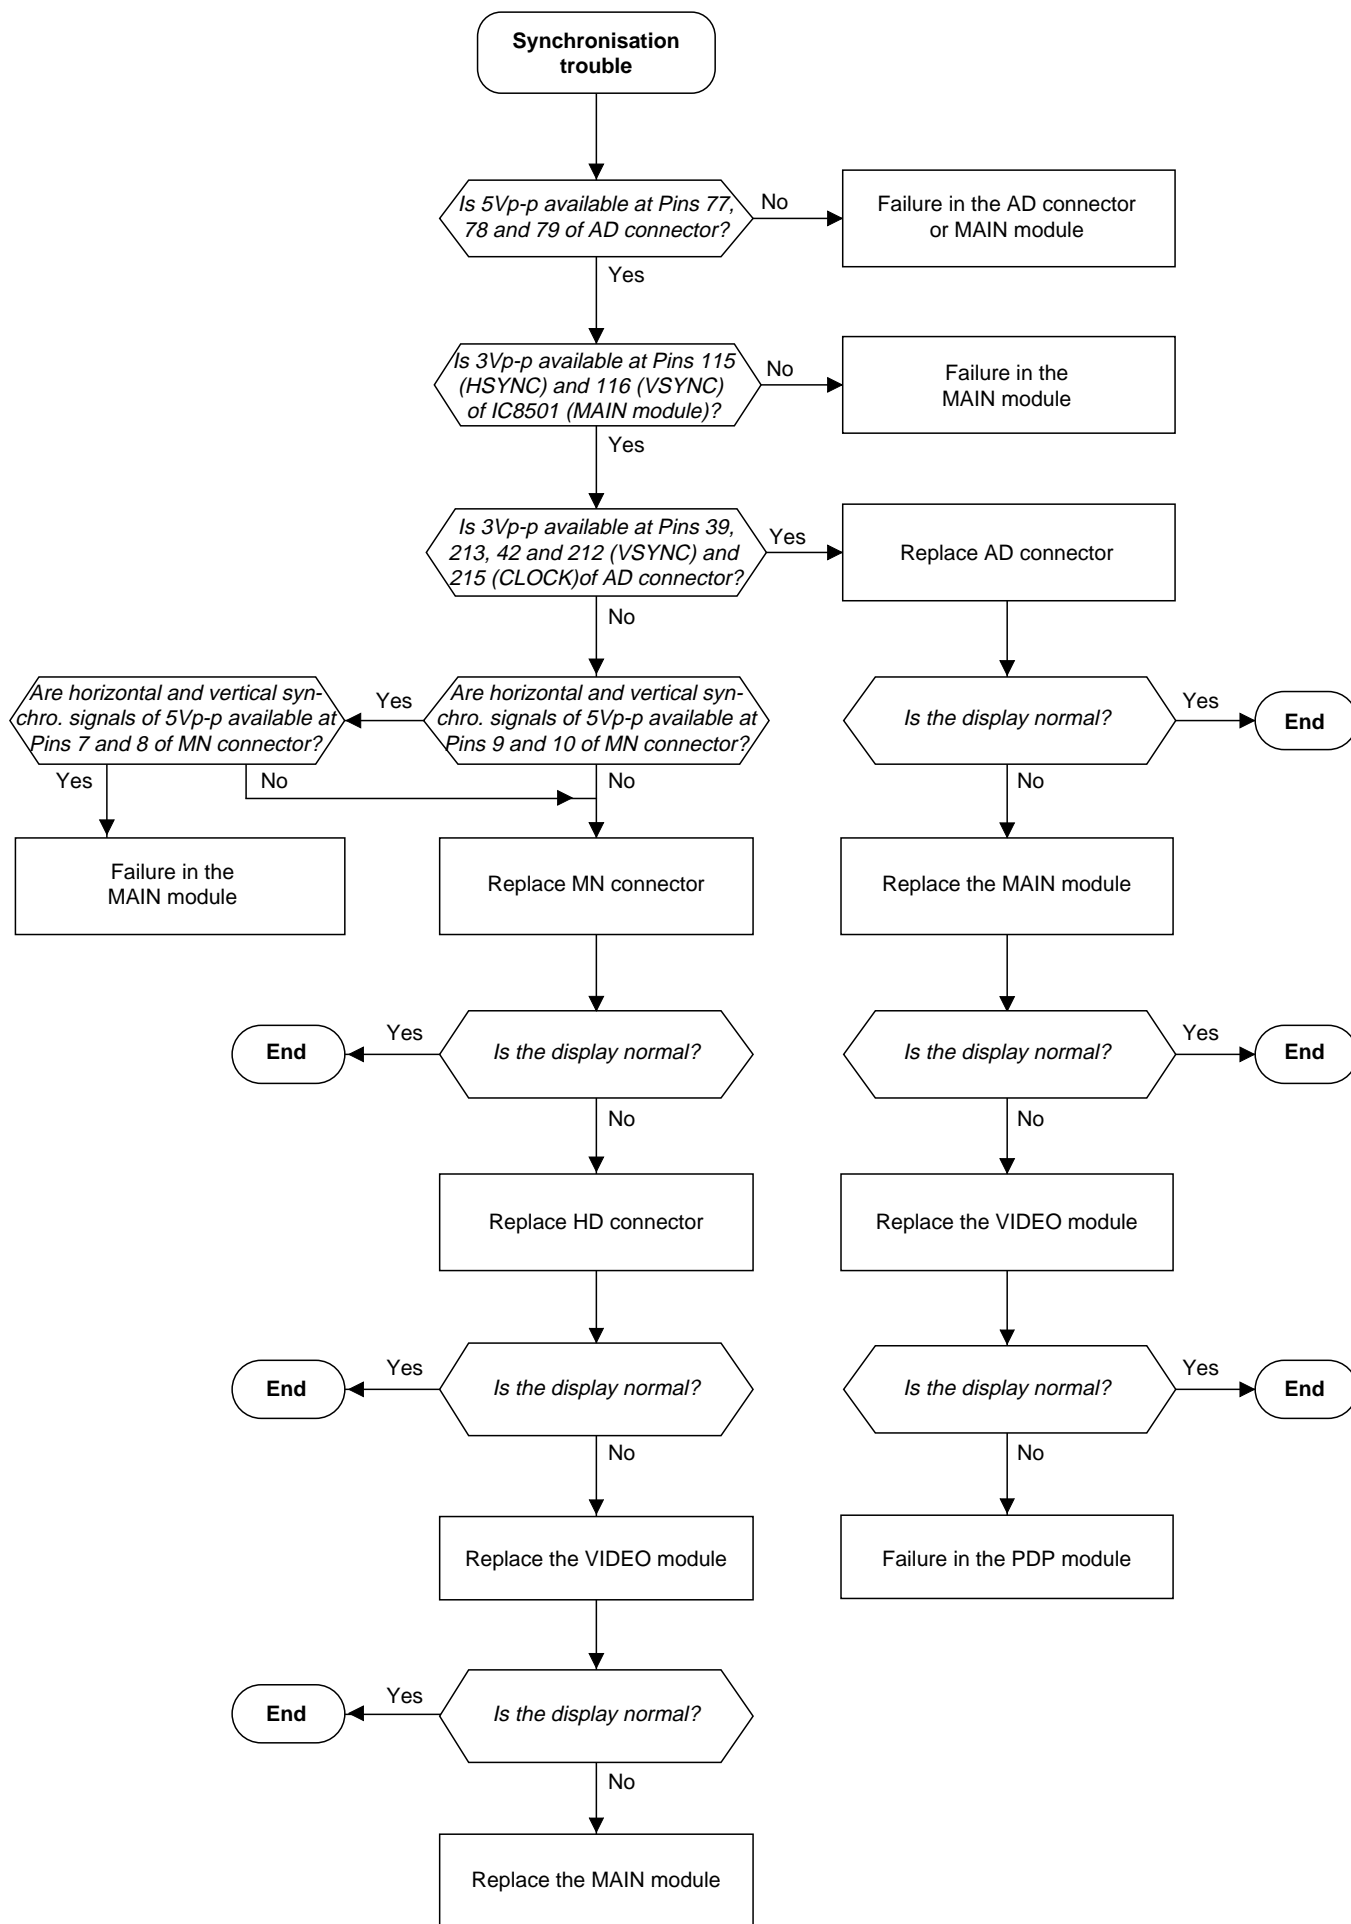 Synchronisation
trouble
Is 5Vp-p available at Pins 77,
78 and 79 of AD connector?
No
Failure in the AD connector
or MAIN module
Yes
Is 3Vp-p available at Pins 115
(HSYNC) and 116 (VSYNC)
of IC8501 (MAIN module)?
No
Failure in the
MAIN module
Yes
Is 3Vp-p available at Pins 39,
213, 42 and 212 (VSYNC) and
215 (CLOCK)of AD connector?
Yes
Replace AD connector
No
Are horizontal and vertical syn-
chro. signals of 5Vp-p available at
Pins 7 and 8 of MN connector?
Yes
Are horizontal and vertical syn-
chro. signals of 5Vp-p available at
Pins 9 and 10 of MN connector?
Is the display normal?
Yes
End
Yes
No
No
No
Failure in the
MAIN module
Replace MN connector
Replace the MAIN module
End
Yes
Is the display normal?
Is the display normal?
Yes
End
No
No
Replace HD connector
Replace the VIDEO module
End
Yes
Is the display normal?
Is the display normal?
Yes
End
No
No
Replace the VIDEO module
Failure in the PDP module
End
Yes
Is the display normal?
No
Replace the MAIN module